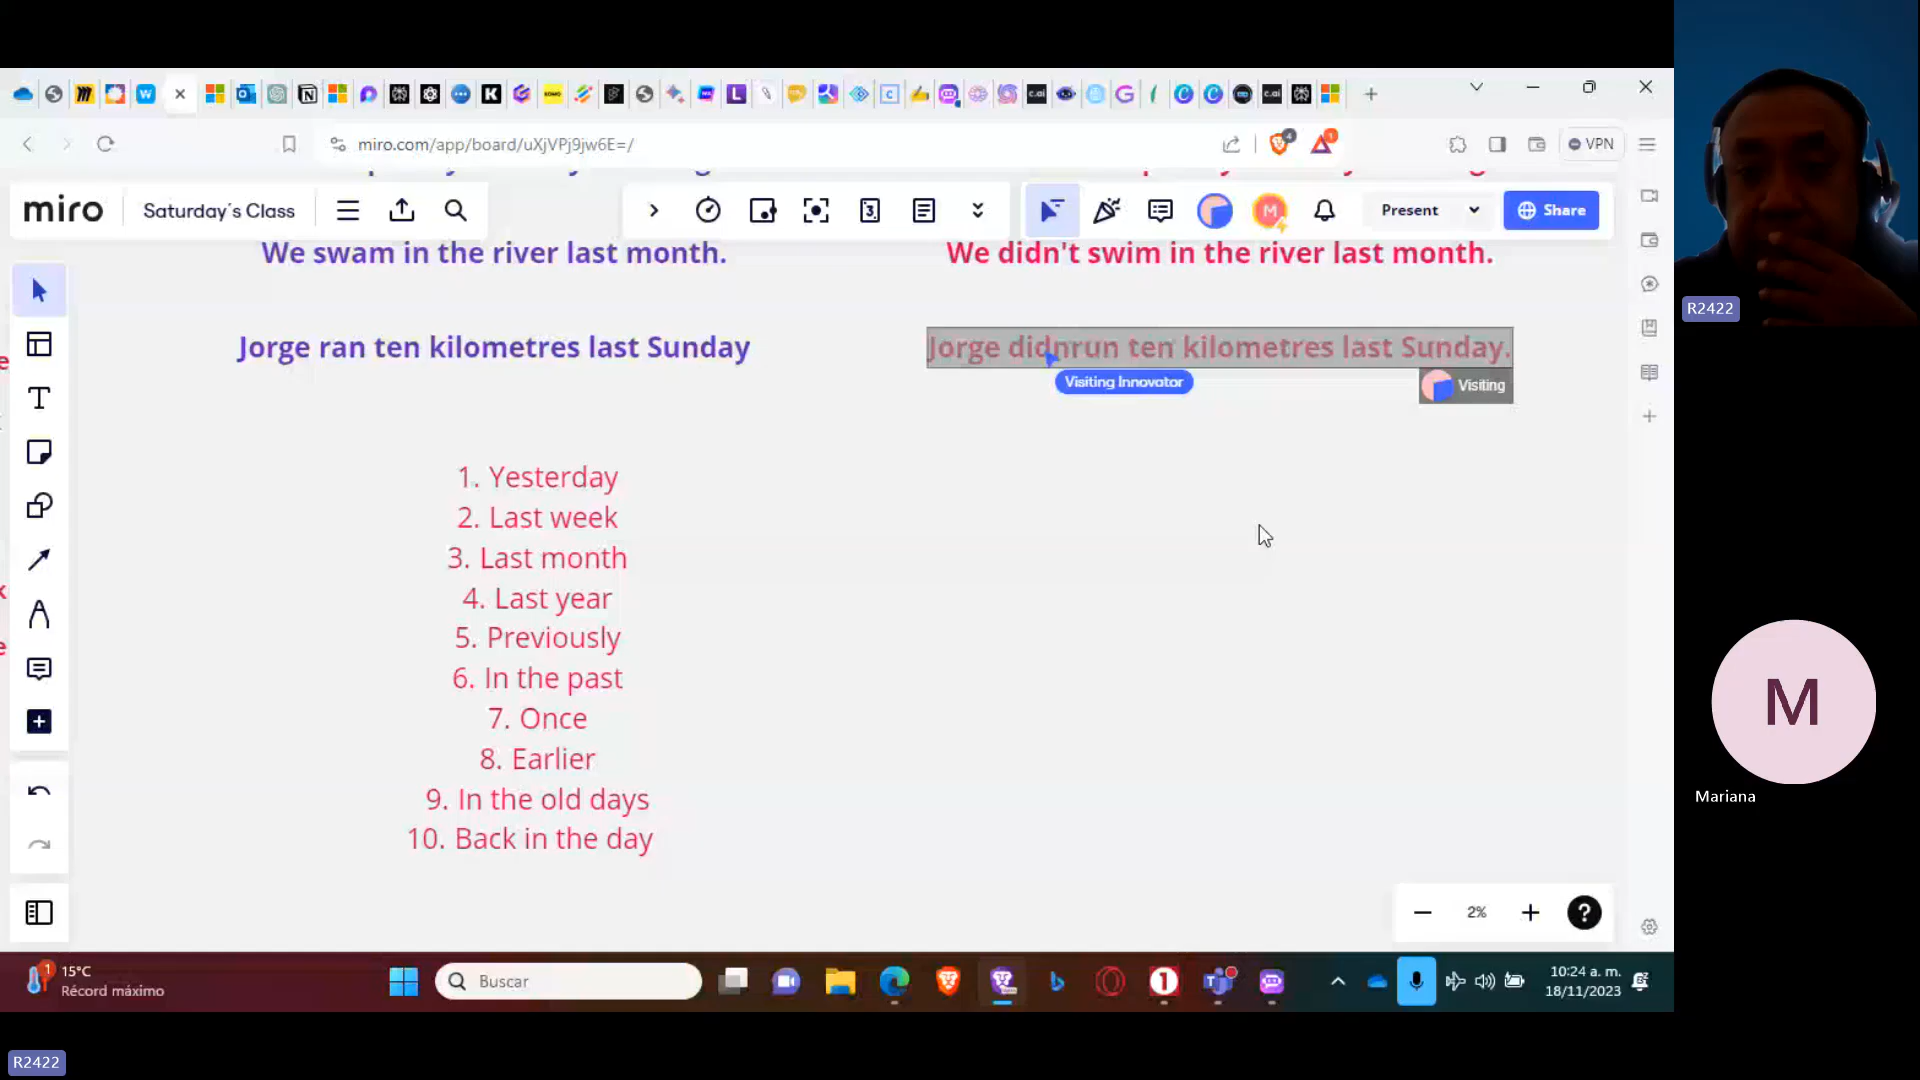 miro.com/app/board/uXjVPj9jw6E=/
4
1
VPN
miro
Saturday´s Class
3
M
Present
Share
We swam in the river last month.
We didn't swim in the river last month.
Jorge ran ten kilometres last Sunday
Jorge didnrun ten kilometres last Sunday.
Visiting Innovator
Visiting
1. Yesterday
2. Last week
3. Last month
4. Last year
5. Previously
6. In the past
7. Once
8. Earlier
9. In the old days
10. Back in the day
2%
?
R2422
M
Mariana
1
15°C
Récord máximo
Buscar
10:24 a. m.
18/11/2023
R2422